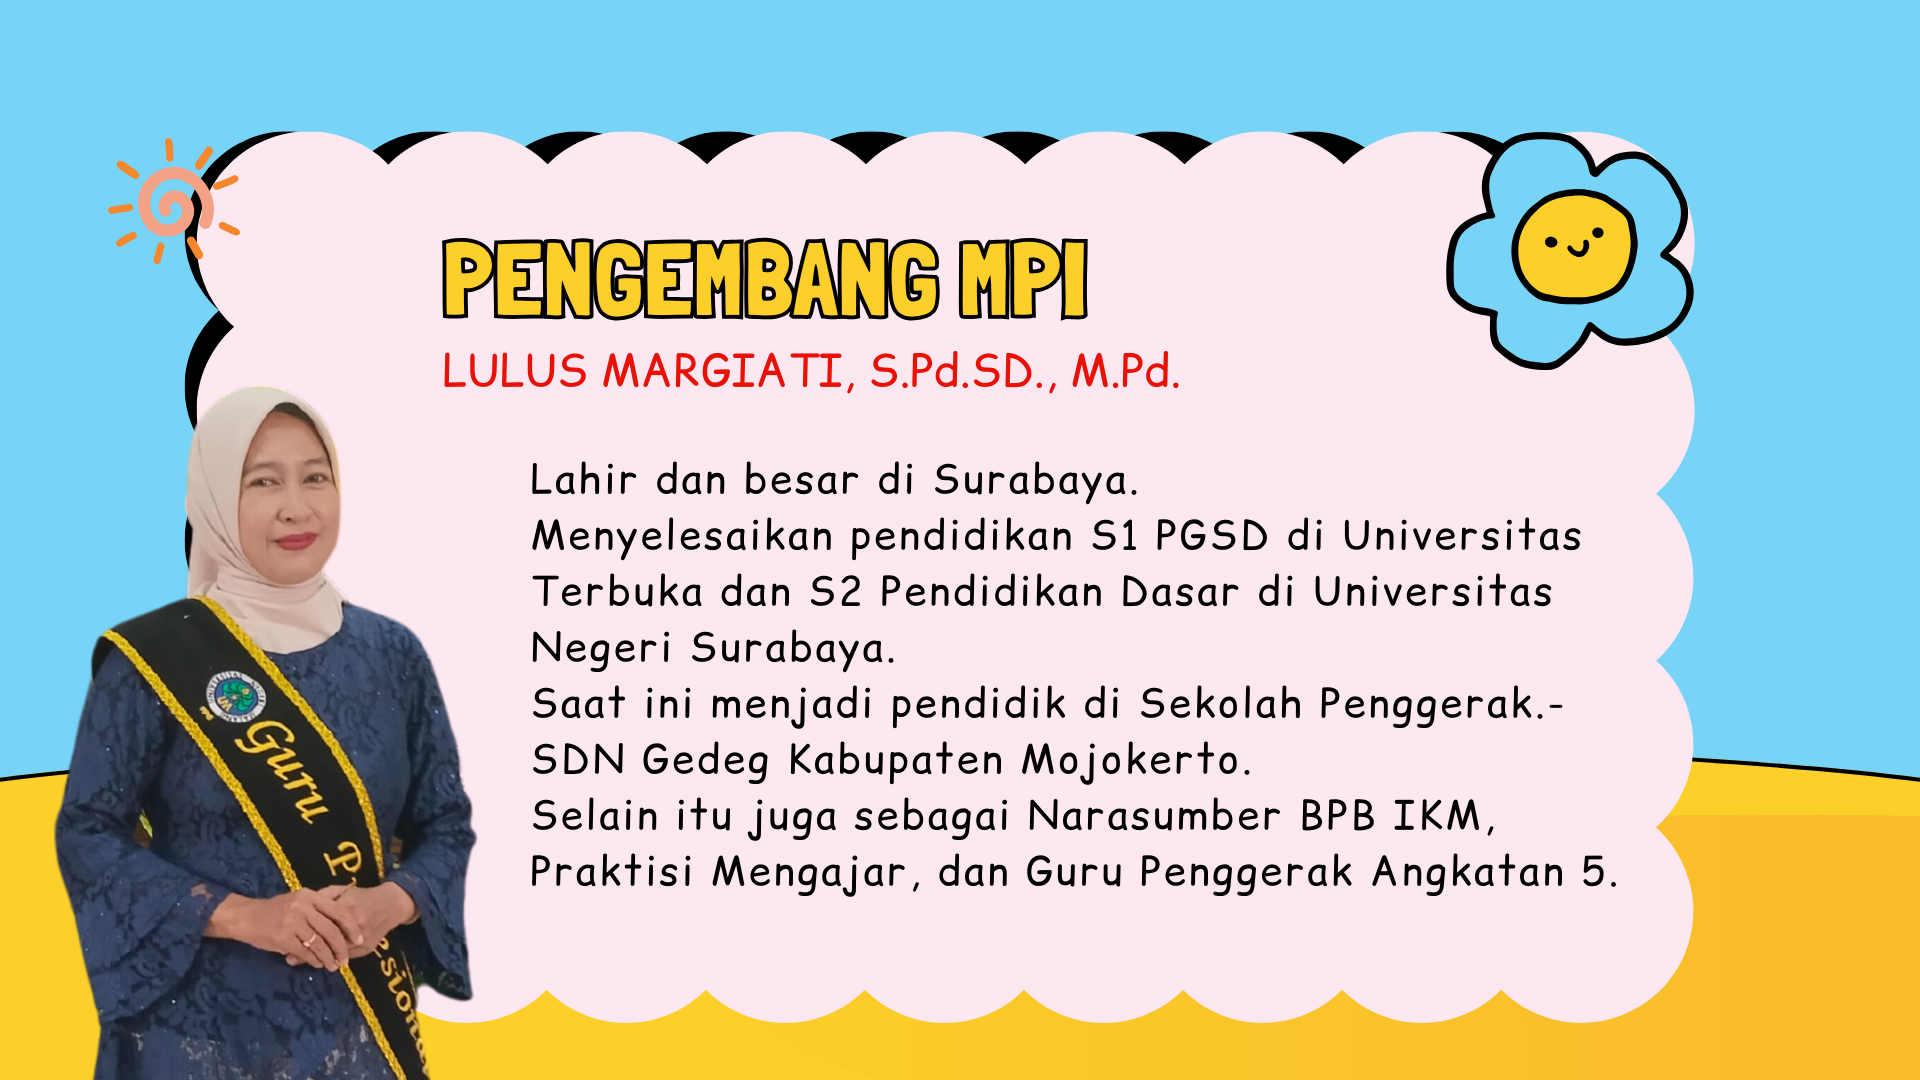 PENGEMBANG MPI
LULUS MARGIATI, S.Pd.SD., M.Pd.
Lahir dan besar di Surabaya.
Menyelesaikan pendidikan S1 PGSD di Universitas
Terbuka dan S2 Pendidikan Dasar di Universitas
Negeri Surabaya.
Saat ini menjadi pendidik di Sekolah Penggerak.-
SDN Gedeg Kabupaten Mojokerto.
Selain itu juga sebagai Narasumber BPB IKM,
Praktisi Mengajar, dan Guru Penggerak Angkatan 5.
Guru